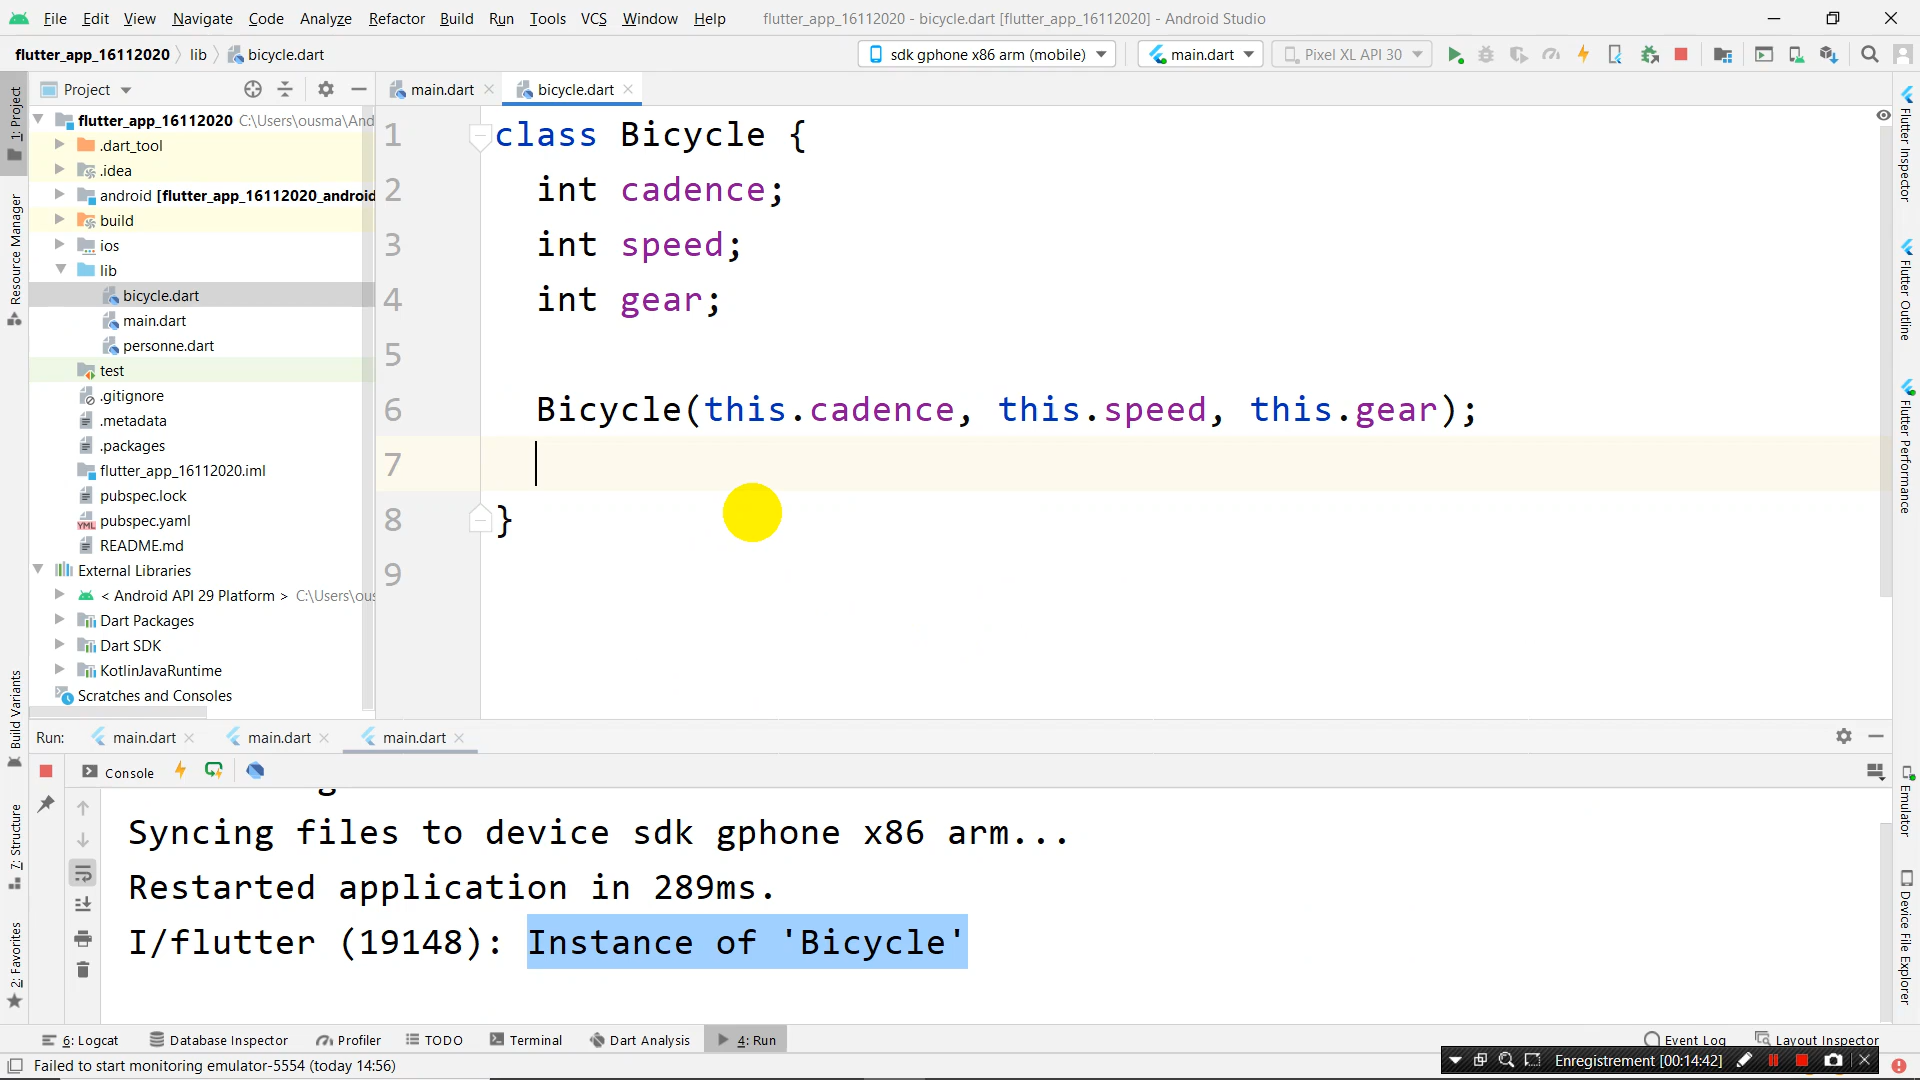 File Edit View Navigate Code Analyze Refactor Build Run Tools VCS Window Help flutter_app_16112020 - bicycle.dart [flutter_app_16112020] - Android Studio
flutter_app_16112020 lib bicycle.dart sdk gphone x86 arm (mobile) main.dart Pixel XL API 30
Project main.dart bicycle.dart
1: Project
Resource Manager
Build Variants
7: Structure
2: Favorites
flutter_app_16112020 C:\Users\ousma\And
.dart_tool
.idea
android [flutter_app_16112020_android
build
ios
lib
bicycle.dart
main.dart
personne.dart
test
.gitignore
.metadata
.packages
flutter_app_16112020.iml
pubspec.lock
YML pubspec.yaml
README.md
External Libraries
< Android API 29 Platform > C:\Users\ous
Dart Packages
Dart SDK
KotlinJavaRuntime
Scratches and Consoles
1 class Bicycle {
2 int cadence;
3 int speed;
4 int gear;
5
6 Bicycle(this.cadence, this.speed, this.gear);
7
8 }
9
Flutter Inspector
Flutter Outline
Flutter Performance
Emulator
Device File Explorer
Run: main.dart main.dart main.dart
Console
Syncing files to device sdk gphone x86 arm...
Restarted application in 289ms.
I/flutter (19148): Instance of 'Bicycle'
6: Logcat Database Inspector Profiler TODO Terminal Dart Analysis 4: Run Event Log Layout Inspector
Failed to start monitoring emulator-5554 (today 14:56) Enregistrement [00:14:42]